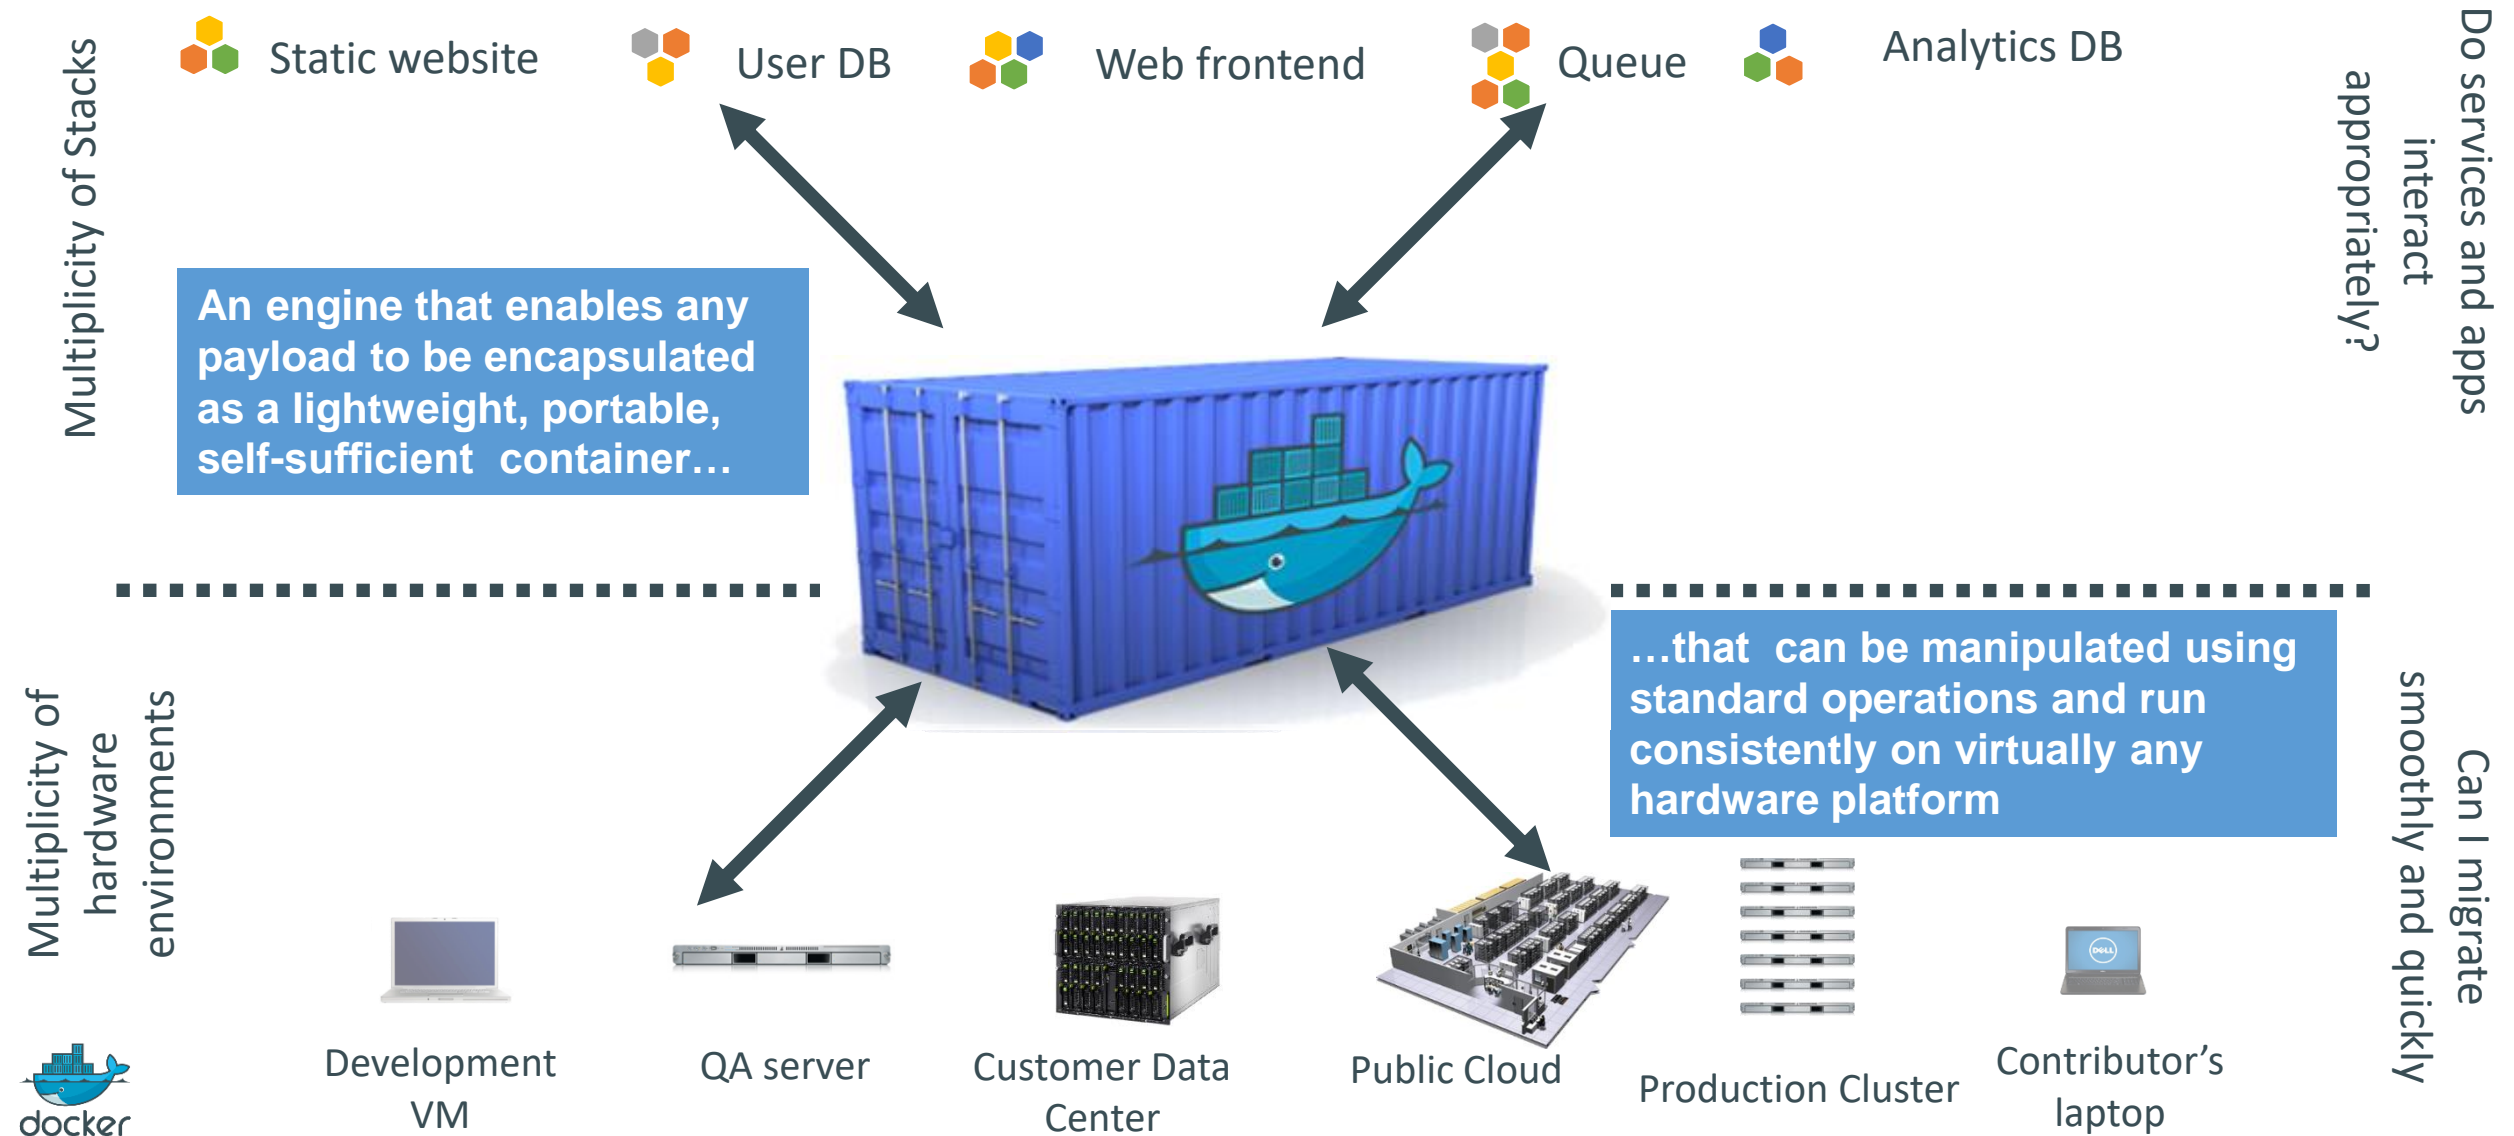 Static website
User DB
Web frontend
Queue
Analytics DB
Multiplicity of Stacks
Do services and apps
interact
appropriately?
An engine that enables any
payload to be encapsulated
as a lightweight, portable,
self-sufficient container…
…that can be manipulated using
standard operations and run
consistently on virtually any
hardware platform
Multiplicity of
hardware
environments
Can I migrate
smoothly and quickly
DELL
Development
VM
QA server
Customer Data
Center
Public Cloud
Production Cluster
Contributor’s
laptop
docker